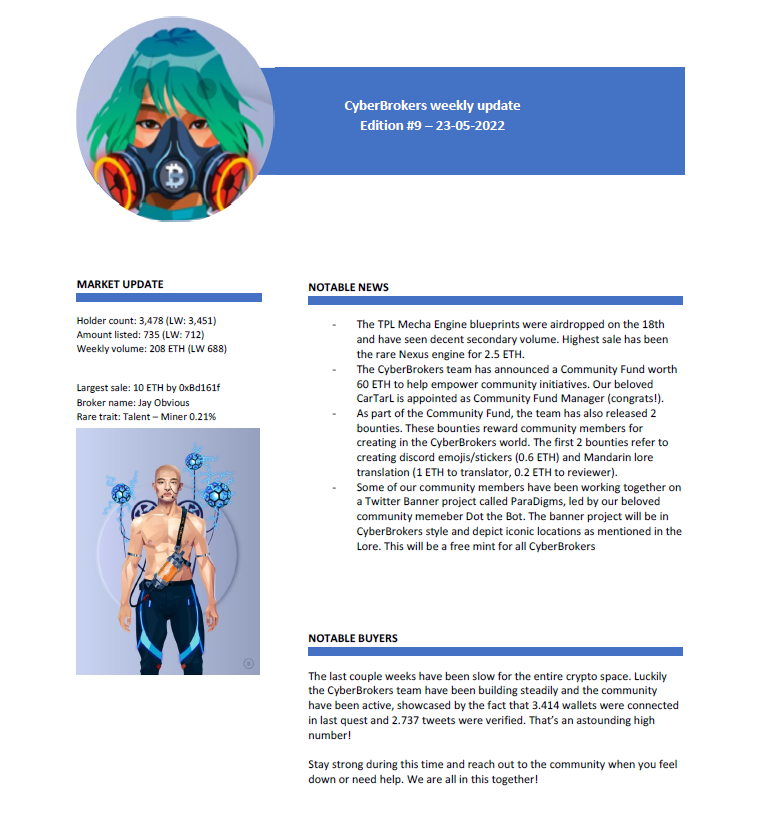 CyberBrokers weekly update
Edition #9 – 23-05-2022
MARKET UPDATE
Holder count: 3,478 (LW: 3,451)
Amount listed: 735 (LW: 712)
Weekly volume: 208 ETH (LW 688)
Largest sale: 10 ETH by 0xBd161f
Broker name: Jay Obvious
Rare trait: Talent – Miner 0.21%
NOTABLE NEWS
- The TPL Mecha Engine blueprints were airdropped on the 18th
and have seen decent secondary volume. Highest sale has been
the rare Nexus engine for 2.5 ETH.
- The CyberBrokers team has announced a Community Fund worth
60 ETH to help empower community initiatives. Our beloved
CarTarL is appointed as Community Fund Manager (congrats!).
- As part of the Community Fund, the team has also released 2
bounties. These bounties reward community members for
creating in the CyberBrokers world. The first 2 bounties refer to
creating discord emojis/stickers (0.6 ETH) and Mandarin lore
translation (1 ETH to translator, 0.2 ETH to reviewer).
- Some of our community members have been working together on
a Twitter Banner project called ParaDigms, led by our beloved
community memeber Dot the Bot. The banner project will be in
CyberBrokers style and depict iconic locations as mentioned in the
Lore. This will be a free mint for all CyberBrokers
NOTABLE BUYERS
The last couple weeks have been slow for the entire crypto space. Luckily
the CyberBrokers team have been building steadily and the community
have been active, showcased by the fact that 3.414 wallets were connected
in last quest and 2.737 tweets were verified. That's an astounding high
number!
Stay strong during this time and reach out to the community when you feel
down or need help. We are all in this together!